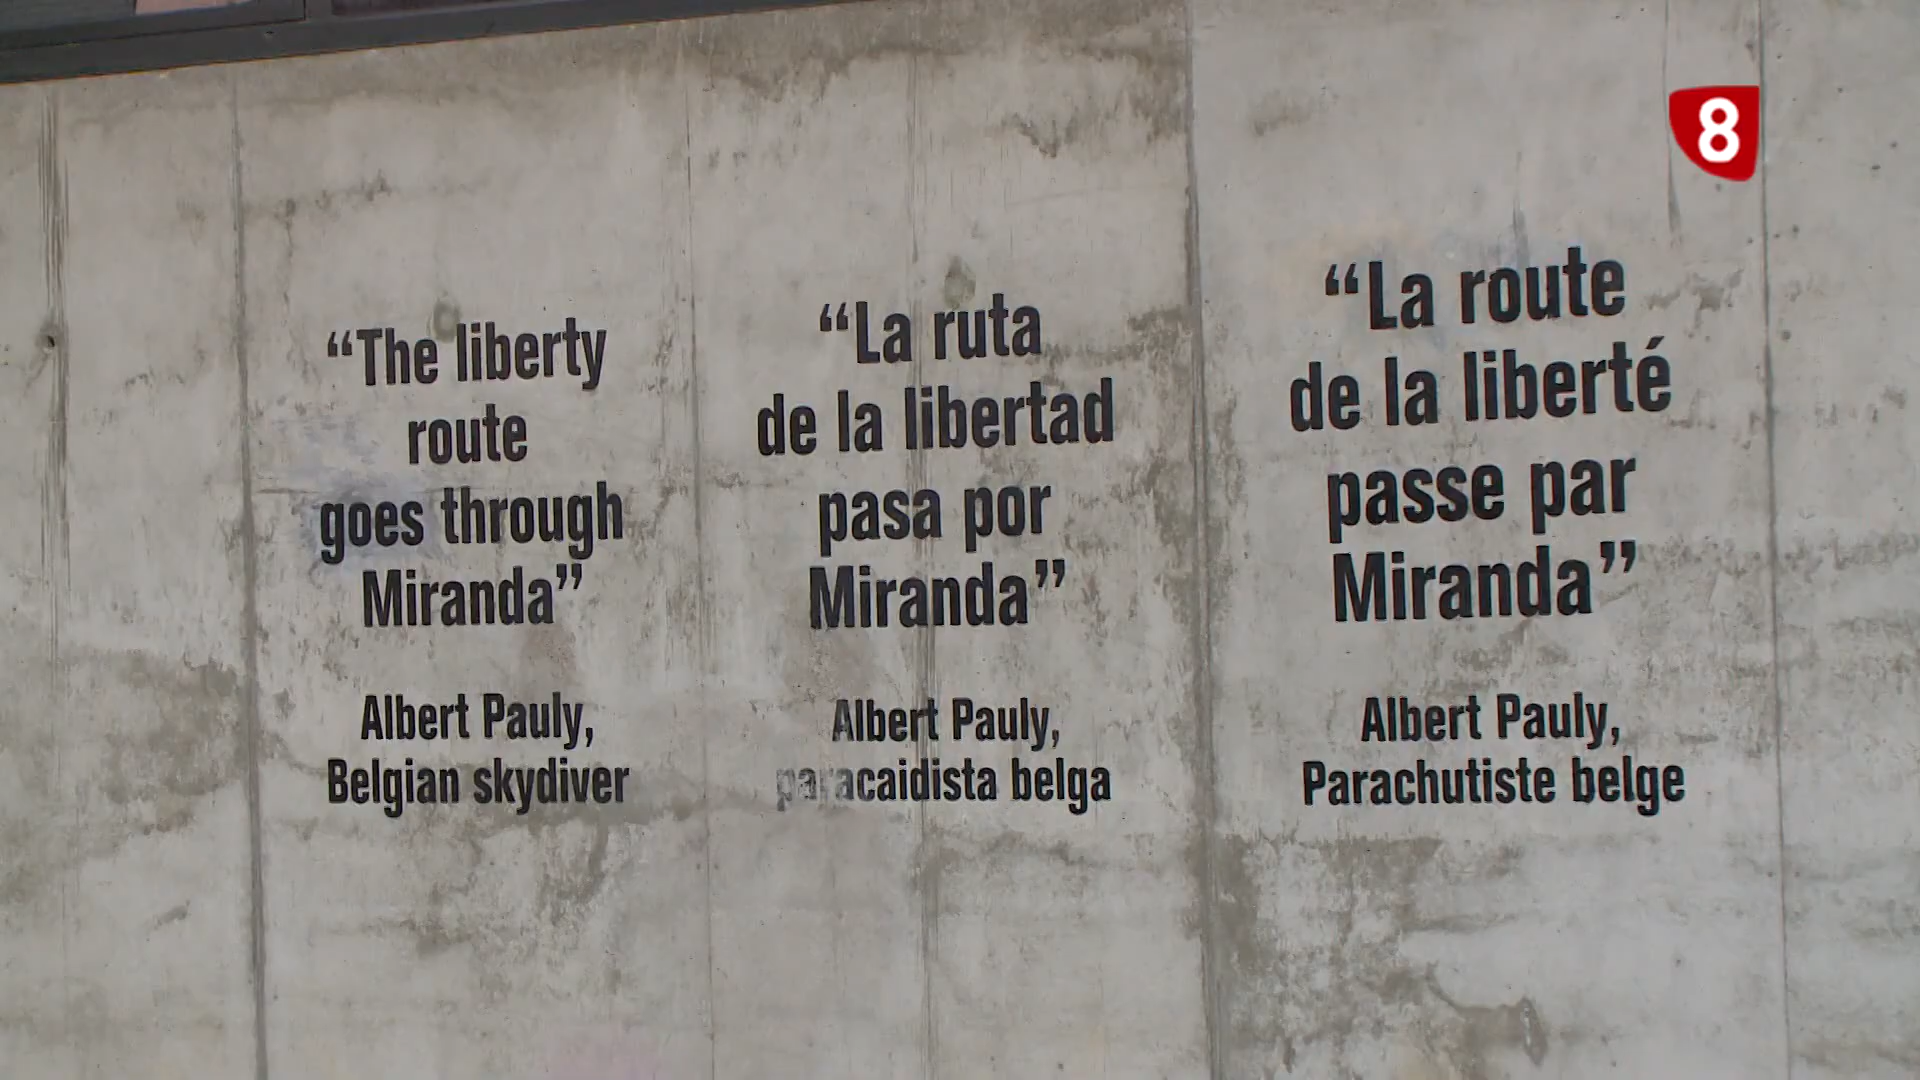 “The liberty
route
goes through
Miranda”
Albert Pauly,
Belgian skydiver
“La ruta
de la libertad
pasa por
Miranda”
Albert Pauly,
paracaidista belga
“La route
de la liberté
passe par
Miranda”
Albert Pauly,
Parachutiste belge
8